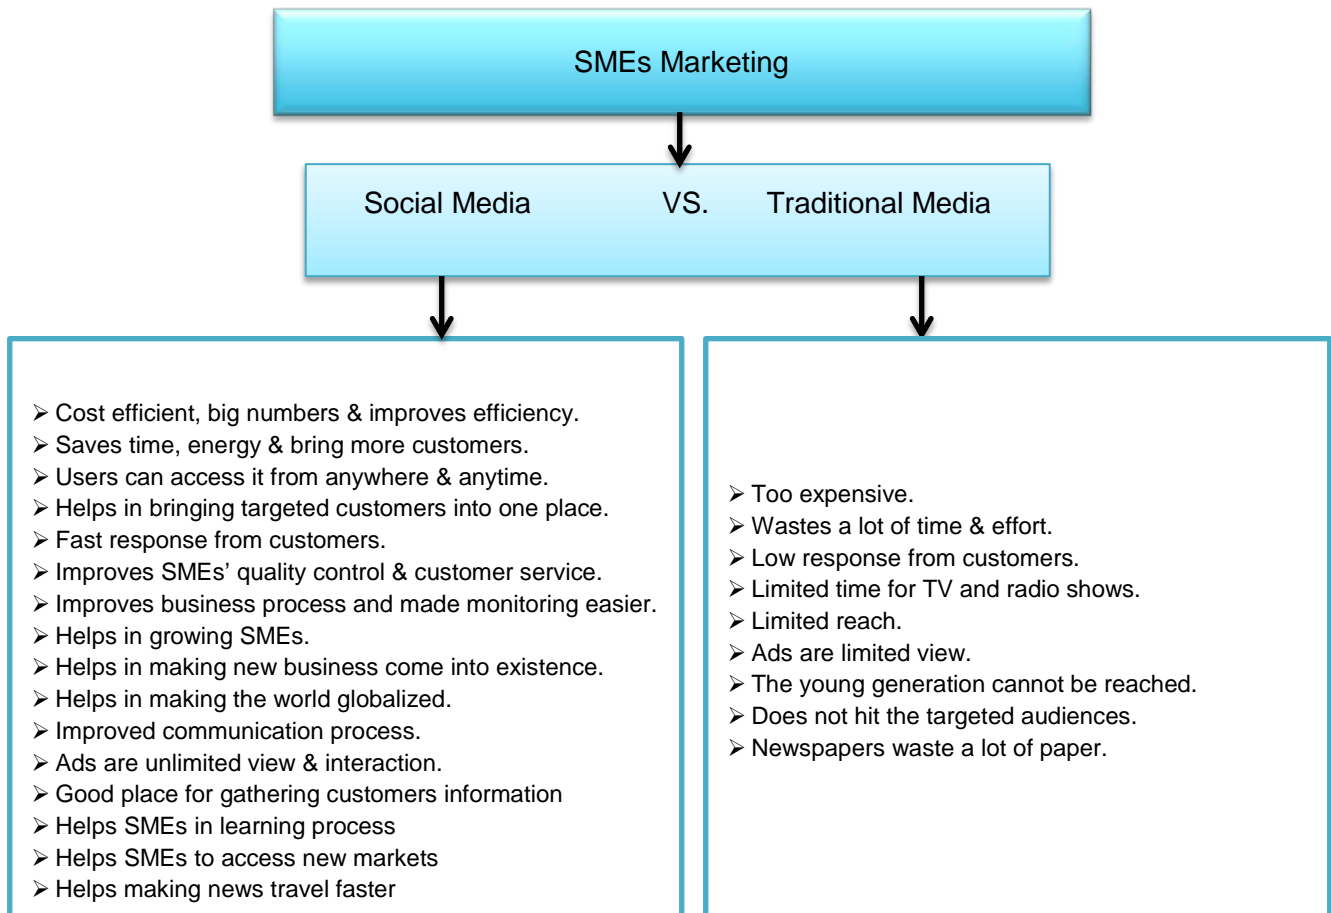 SMEs Marketing
Social Media VS. Traditional Media
➢ Cost efficient, big numbers & improves efficiency.
➢ Saves time, energy & bring more customers.
➢ Users can access it from anywhere & anytime.
➢ Helps in bringing targeted customers into one place.
➢ Fast response from customers.
➢ Improves SMEs’ quality control & customer service.
➢ Improves business process and made monitoring easier.
➢ Helps in growing SMEs.
➢ Helps in making new business come into existence.
➢ Helps in making the world globalized.
➢ Improved communication process.
➢ Ads are unlimited view & interaction.
➢ Good place for gathering customers information
➢ Helps SMEs in learning process
➢ Helps SMEs to access new markets
➢ Helps making news travel faster
➢ Too expensive.
➢ Wastes a lot of time & effort.
➢ Low response from customers.
➢ Limited time for TV and radio shows.
➢ Limited reach.
➢ Ads are limited view.
➢ The young generation cannot be reached.
➢ Does not hit the targeted audiences.
➢ Newspapers waste a lot of paper.